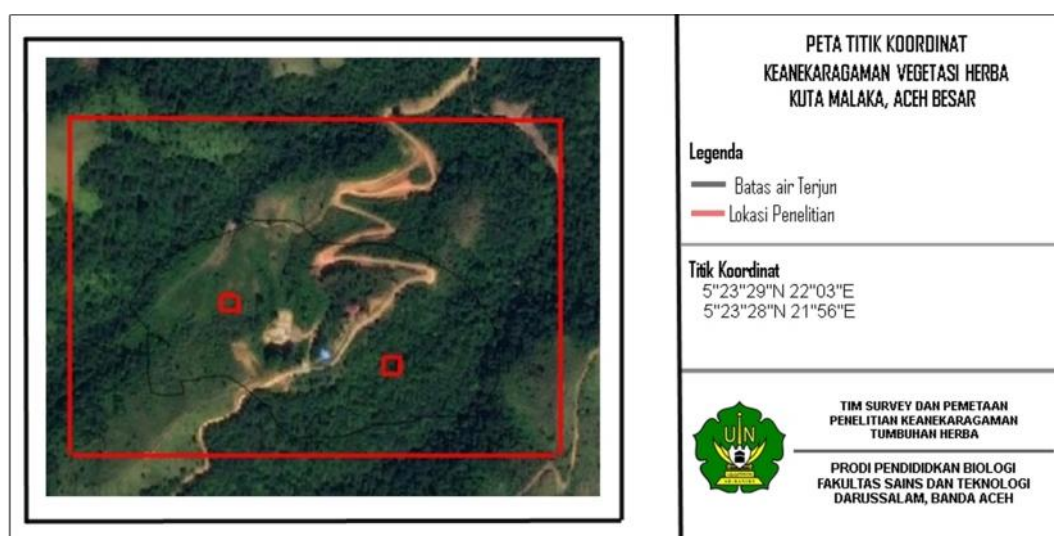 PETA TITIK KOORDINAT
KEANEKARAGAMAN VEGETASI HERBA
KUTA MALAKA, ACEH BESAR
Legenda
Batas air Terjun
Lokasi Penelitian
Titik Koordinat
5"23"29"N 22"03"E
5"23"28"N 21"56"E
UIN
TIM SURVEY DAN PEMETAAN
PENELITIAN KEANEKARAGAMAN
TUMBUHAN HERBA
PRODI PENDIDIDKAN BIOLOGI
FAKULTAS SAINS DAN TEKNOLOGI
DARUSSALAM, BANDA ACEH